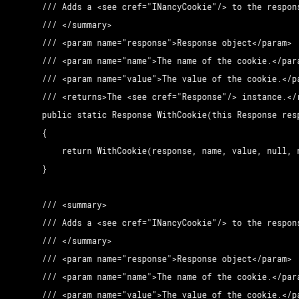 /// Adds a <see cref="INancyCookie"/> to the respons
/// </summary>
/// <param name="response">Response object</param>
/// <param name="name">The name of the cookie.</para
/// <param name="value">The value of the cookie.</pa
/// <returns>The <see cref="Response"/> instance.</r
public static Response WithCookie(this Response resp
{
return WithCookie(response, name, value, null, n
}
/// <summary>
/// Adds a <see cref="INancyCookie"/> to the respons
/// </summary>
/// <param name="response">Response object</param>
/// <param name="name">The name of the cookie.</para
/// <param name="value">The value of the cookie.</pa